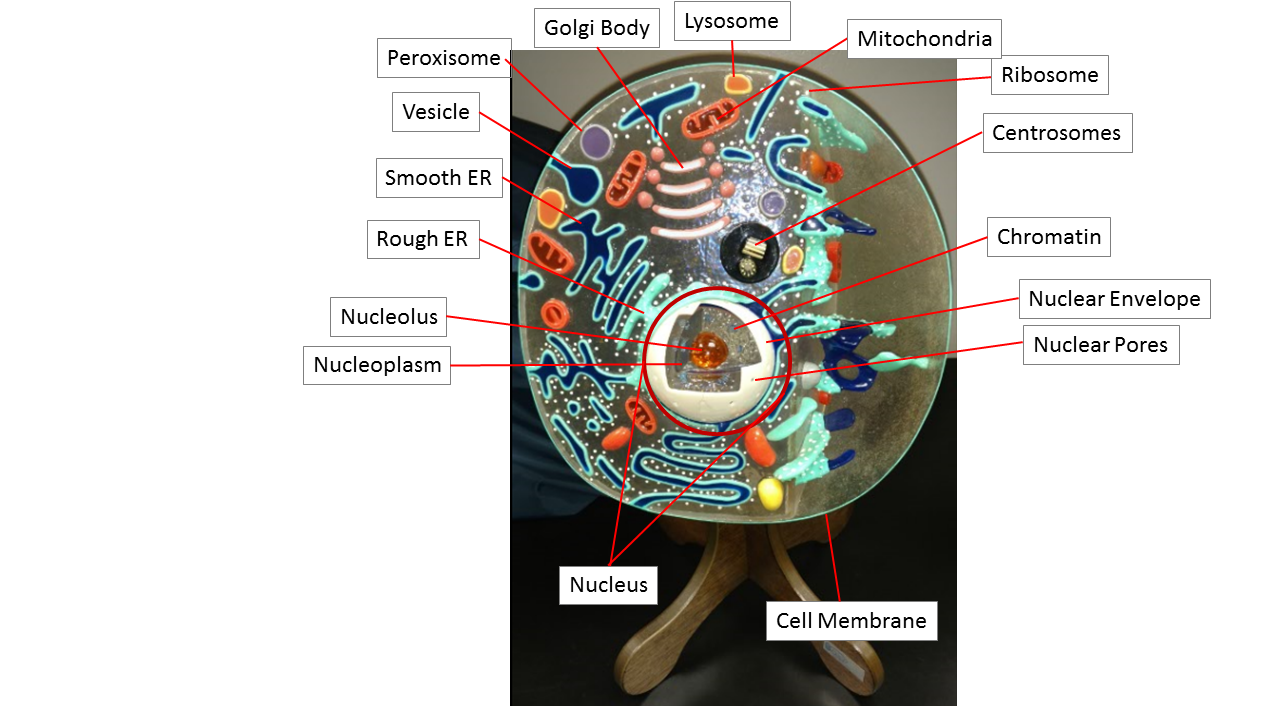 Lysosome
Golgi Body
Mitochondria
Peroxisome
Ribosome
Vesicle
Centrosomes
Smooth ER
Rough ER
Chromatin
Nuclear Envelope
Nucleolus
Nuclear Pores
Nucleoplasm
Nucleus
Cell Membrane